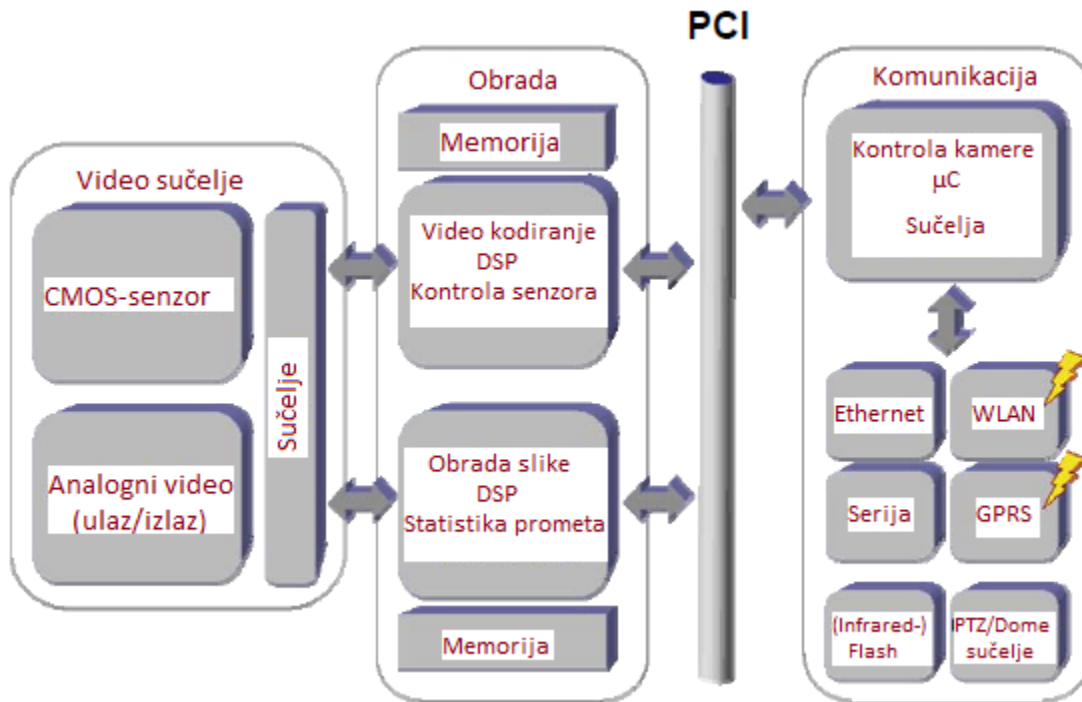 PCI
Video sučelje
CMOS-senzor
Analogni video
(ulaz/izlaz)
Sučelje
Obrada
Memorija
Video kodiranje
DSP
Kontrola senzora
Obrada slike
DSP
Statistika prometa
Memorija
Komunikacija
Kontrola kamere
µC
Sučelja
Ethernet
WLAN
Serija
GPRS
(Infrared-)
Flash
IPTZ/Dome
sučelje